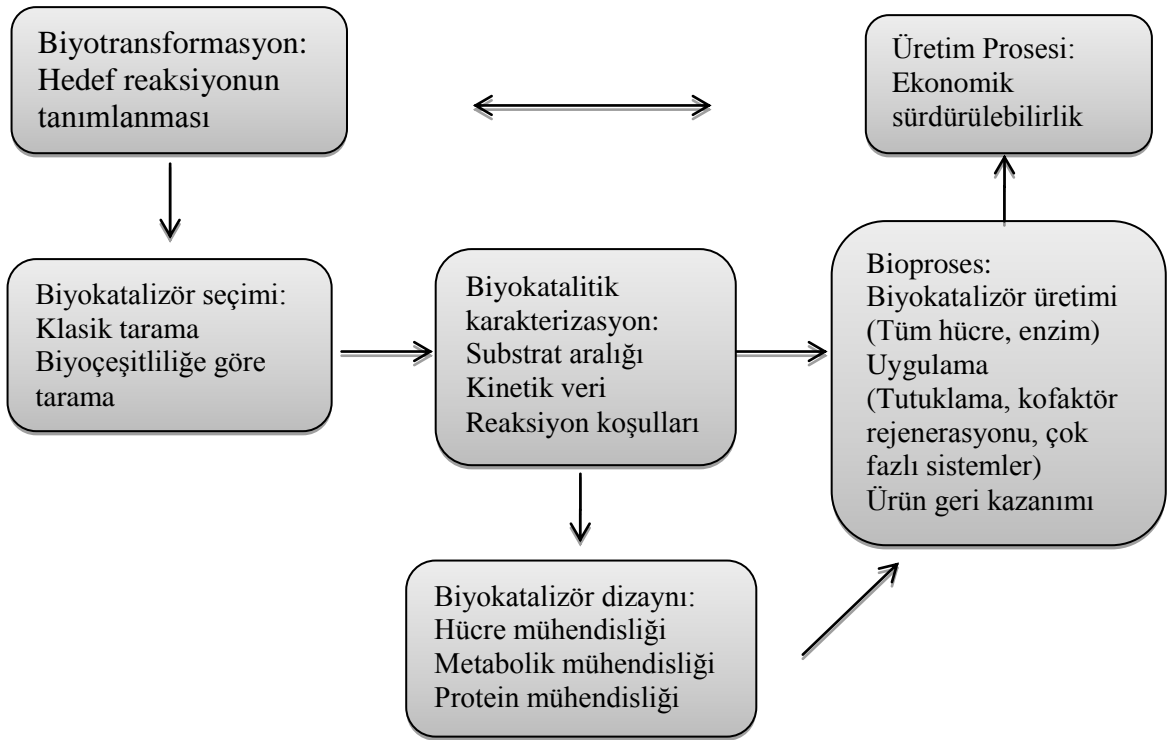 Biyotransformasyon:
Hedef reaksiyonun
tanımlanması
Üretim Prosesi:
Ekonomik
sürdürülebilirlik
Biyokatalizör seçimi:
Klasik tarama
Biyoçeşitliliğe göre
tarama
Biyokatalitik
karakterizasyon:
Substrat aralığı
Kinetik veri
Reaksiyon koşulları
Bioproses:
Biyokatalizör üretimi
(Tüm hücre, enzim)
Uygulama
(Tutuklama, kofaktör
rejenerasyonu, çok
fazlı sistemler)
Ürün geri kazanımı
Biyokatalizör dizaynı:
Hücre mühendisliği
Metabolik mühendisliği
Protein mühendisliği